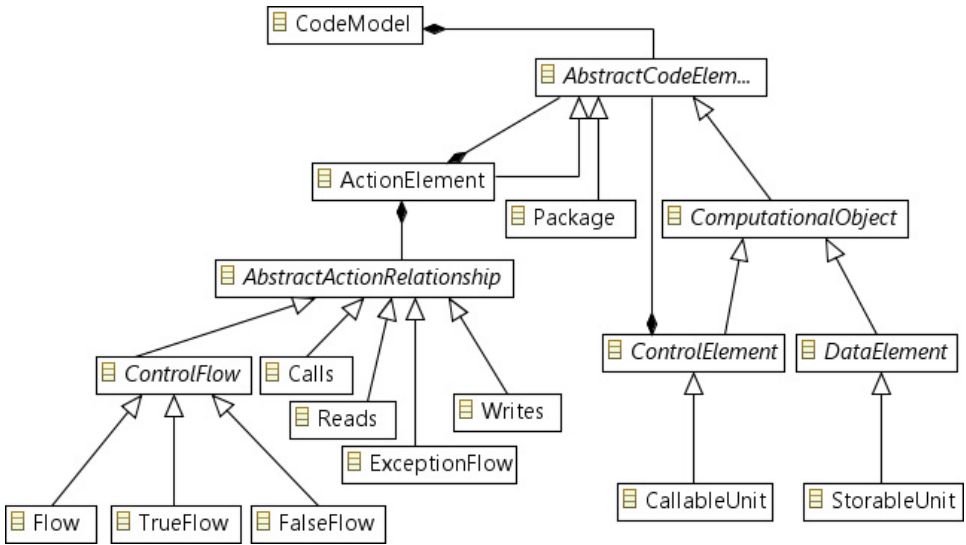 CodeModel
AbstractCodeElem...
ActionElement
Package
ComputationalObject
AbstractActionRelationship
ControlElement
DataElement
ControlFlow
Calls
Reads
Writes
ExceptionFlow
CallableUnit
StorableUnit
Flow
TrueFlow
FalseFlow